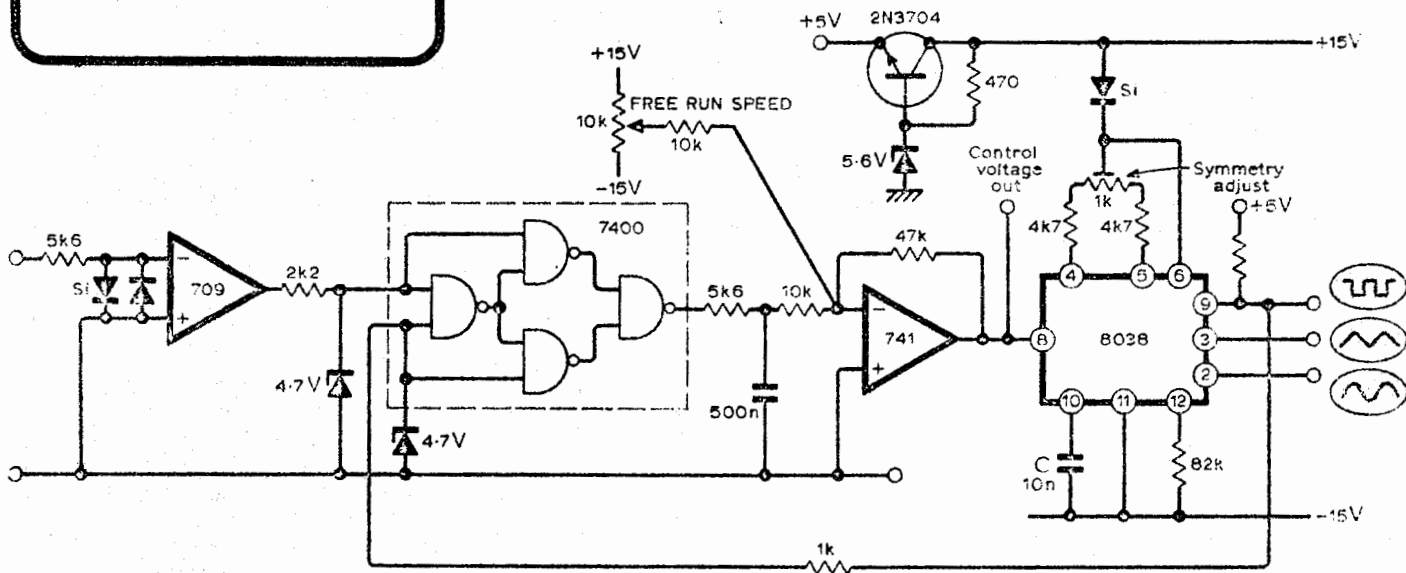 +5V
2N3704
+15V
470
Si
5.6V
+15V
FREE RUN SPEED
10k
10k
-15V
Control
voltage
out
Symmetry
adjust
1k
+5V
4k7
4k7
7400
5k6
Si
-
+
709
2k2
4.7V
4.7V
5k6
10k
500n
47k
-
+
741
4
5
6
8
8038
9
3
2
10
11
12
C
10n
82k
-15V
1k